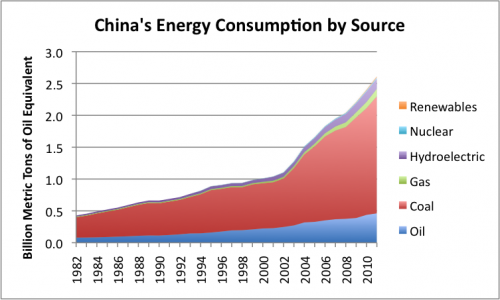 China's Energy Consumption by Source
Billion Metric Tons of Oil Equivalent
3.0
2.5
2.0
1.5
1.0
0.5
0.0
1982
1984
1986
1988
1990
1992
1994
1996
1998
2000
2002
2004
2006
2008
2010
Renewables
Nuclear
Hydroelectric
Gas
Coal
Oil